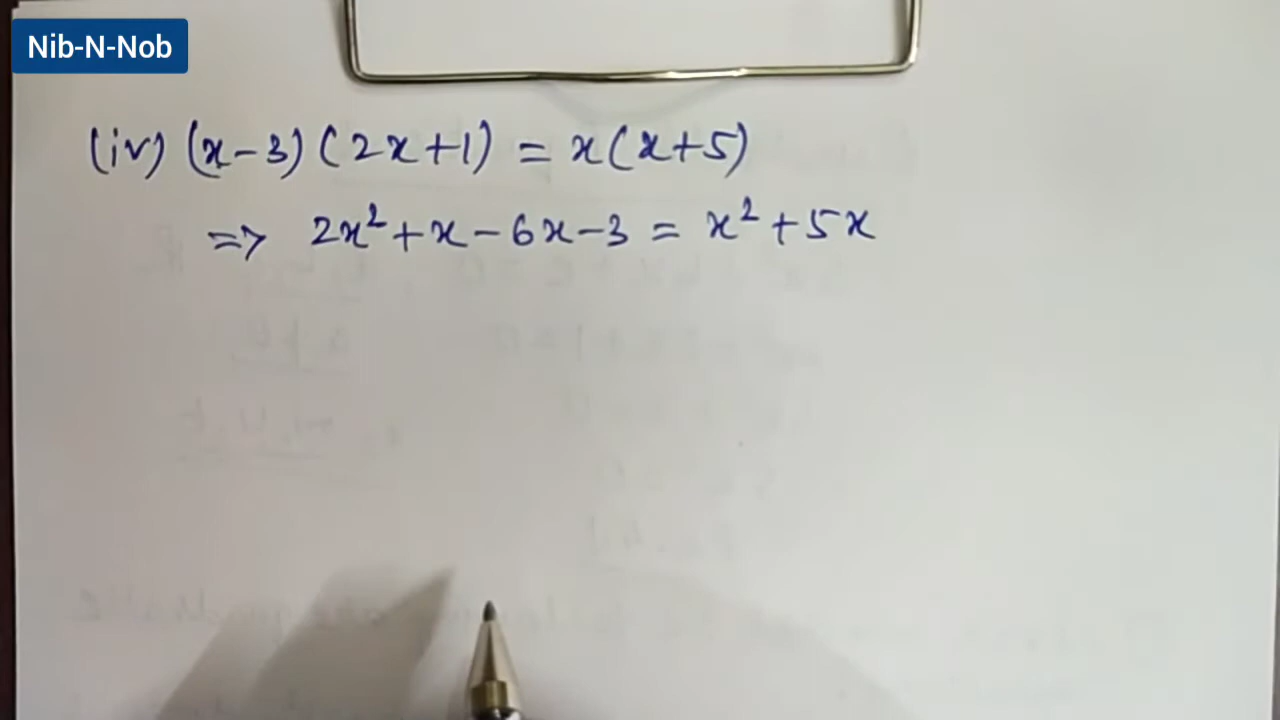 Nib-N-Nob
(iv) (x-3)(2x+1) = x(x+5)
=> 2x²+x-6x-3 = x²+5x